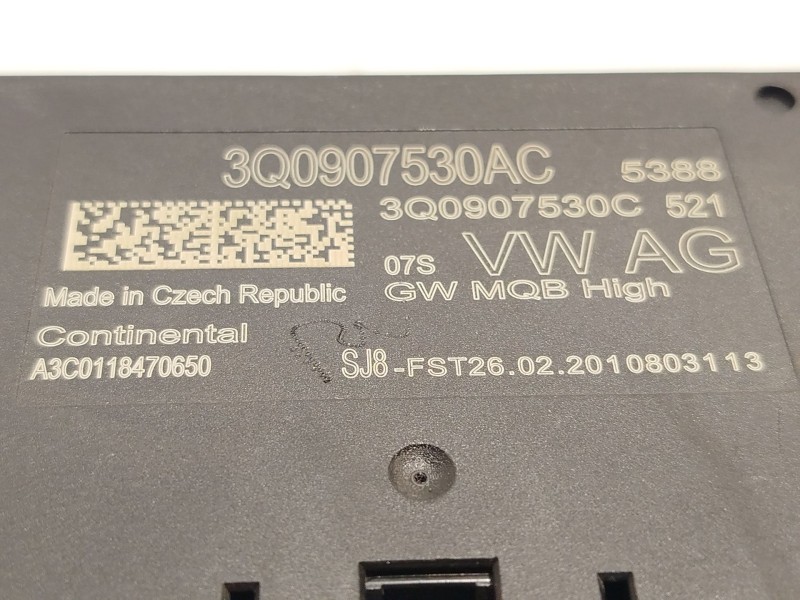 3Q0907530AC 5388
3Q0907530C 521
07S VW AG
Made in Czech Republic GW MQB High
Continental
A3C0118470650 SJ8-FST26.02.2010803113